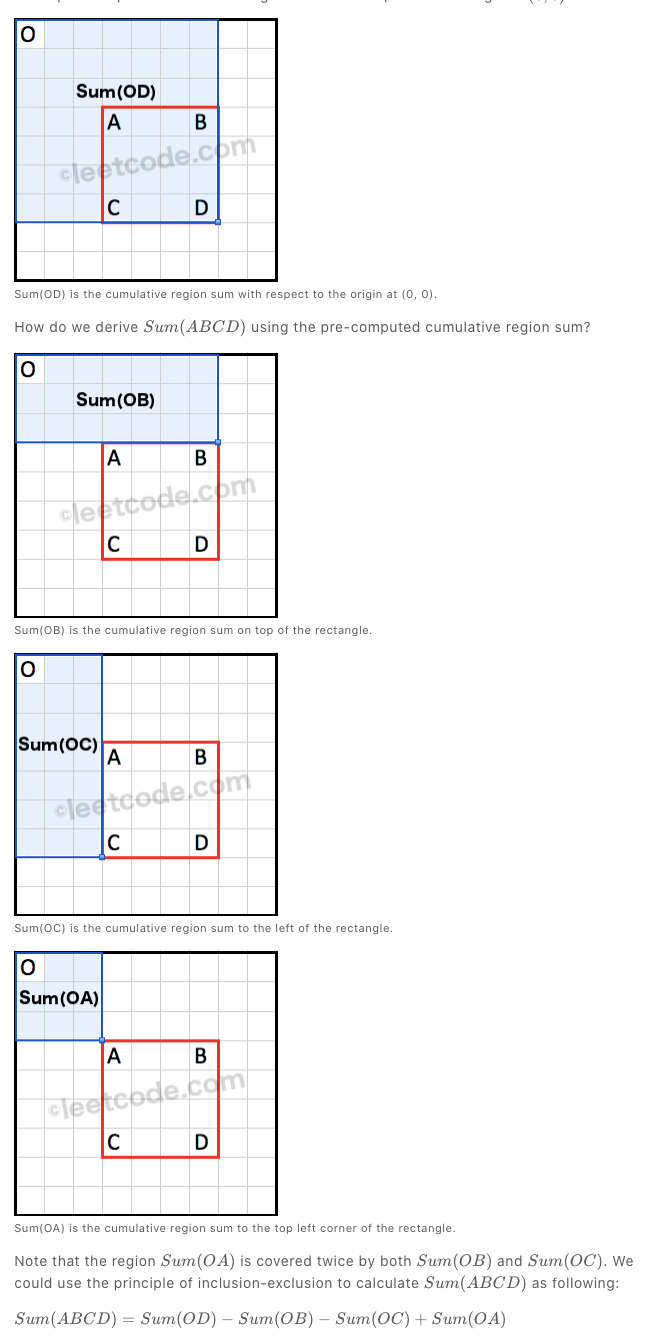 O
Sum(OD)
A B
©leetcode.com
C D
Sum(OD) is the cumulative region sum with respect to the origin at (0, 0).
How do we derive Sum(ABCD) using the pre-computed cumulative region sum?
O
Sum(OB)
A B
©leetcode.com
C D
Sum(OB) is the cumulative region sum on top of the rectangle.
O
Sum(OC)
A B
©leetcode.com
C D
Sum(OC) is the cumulative region sum to the left of the rectangle.
O
Sum(OA)
A B
©leetcode.com
C D
Sum(OA) is the cumulative region sum to the top left corner of the rectangle.
Note that the region Sum(OA) is covered twice by both Sum(OB) and Sum(OC). We
could use the principle of inclusion-exclusion to calculate Sum(ABCD) as following:
Sum(ABCD) = Sum(OD) − Sum(OB) − Sum(OC) + Sum(OA)